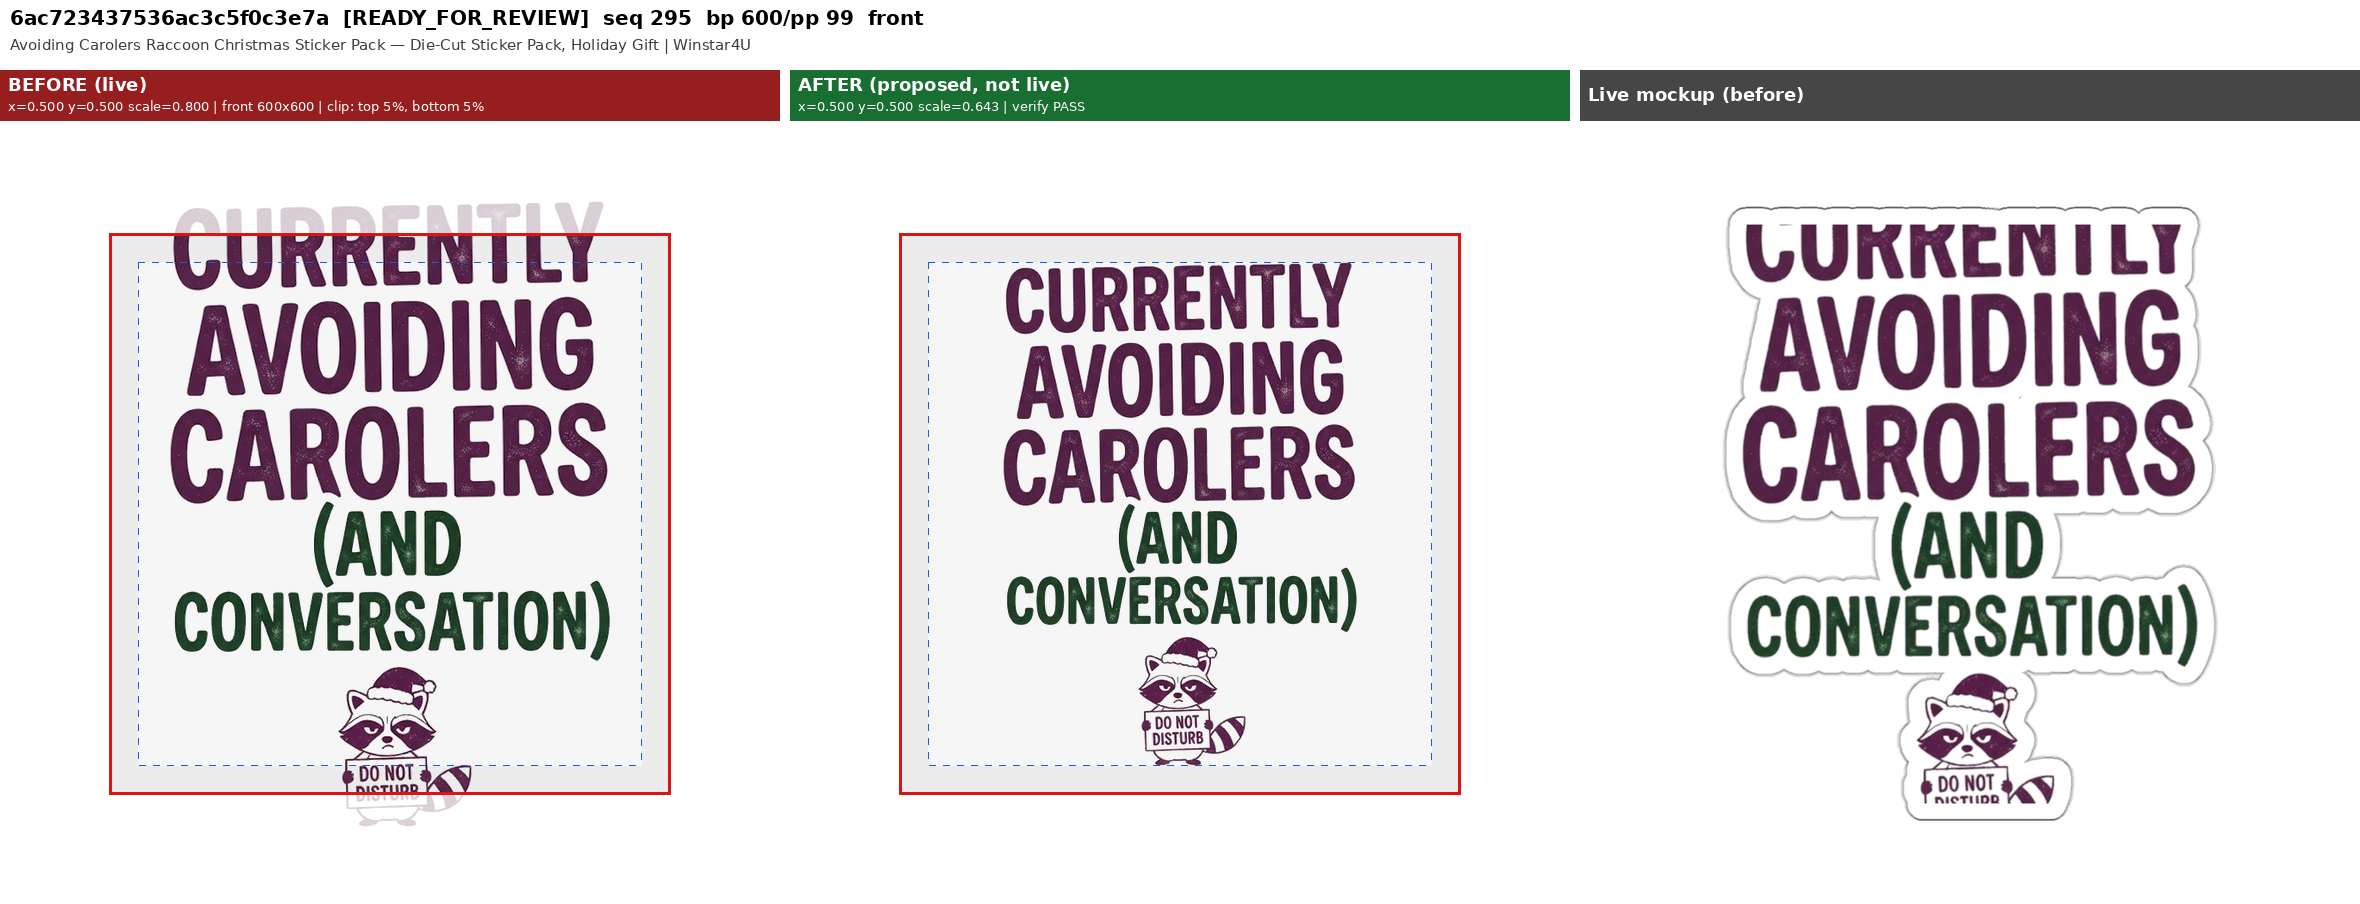 6ac723437536ac3c5f0c3e7a [READY_FOR_REVIEW] seq 295 bp 600/pp 99 front
Avoiding Carolers Raccoon Christmas Sticker Pack — Die-Cut Sticker Pack, Holiday Gift | Winstar4U
BEFORE (live)
x=0.500 y=0.500 scale=0.800 | front 600x600 | clip: top 5%, bottom 5%
CURRENTLY
AVOIDING
CAROLERS
(AND
CONVERSATION)
DO NOT
DISTURB
AFTER (proposed, not live)
x=0.500 y=0.500 scale=0.643 | verify PASS
CURRENTLY
AVOIDING
CAROLERS
(AND
CONVERSATION)
DO NOT
DISTURB
Live mockup (before)
CURRENTLY
AVOIDING
CAROLERS
(AND
CONVERSATION)
DO NOT
DISTURB